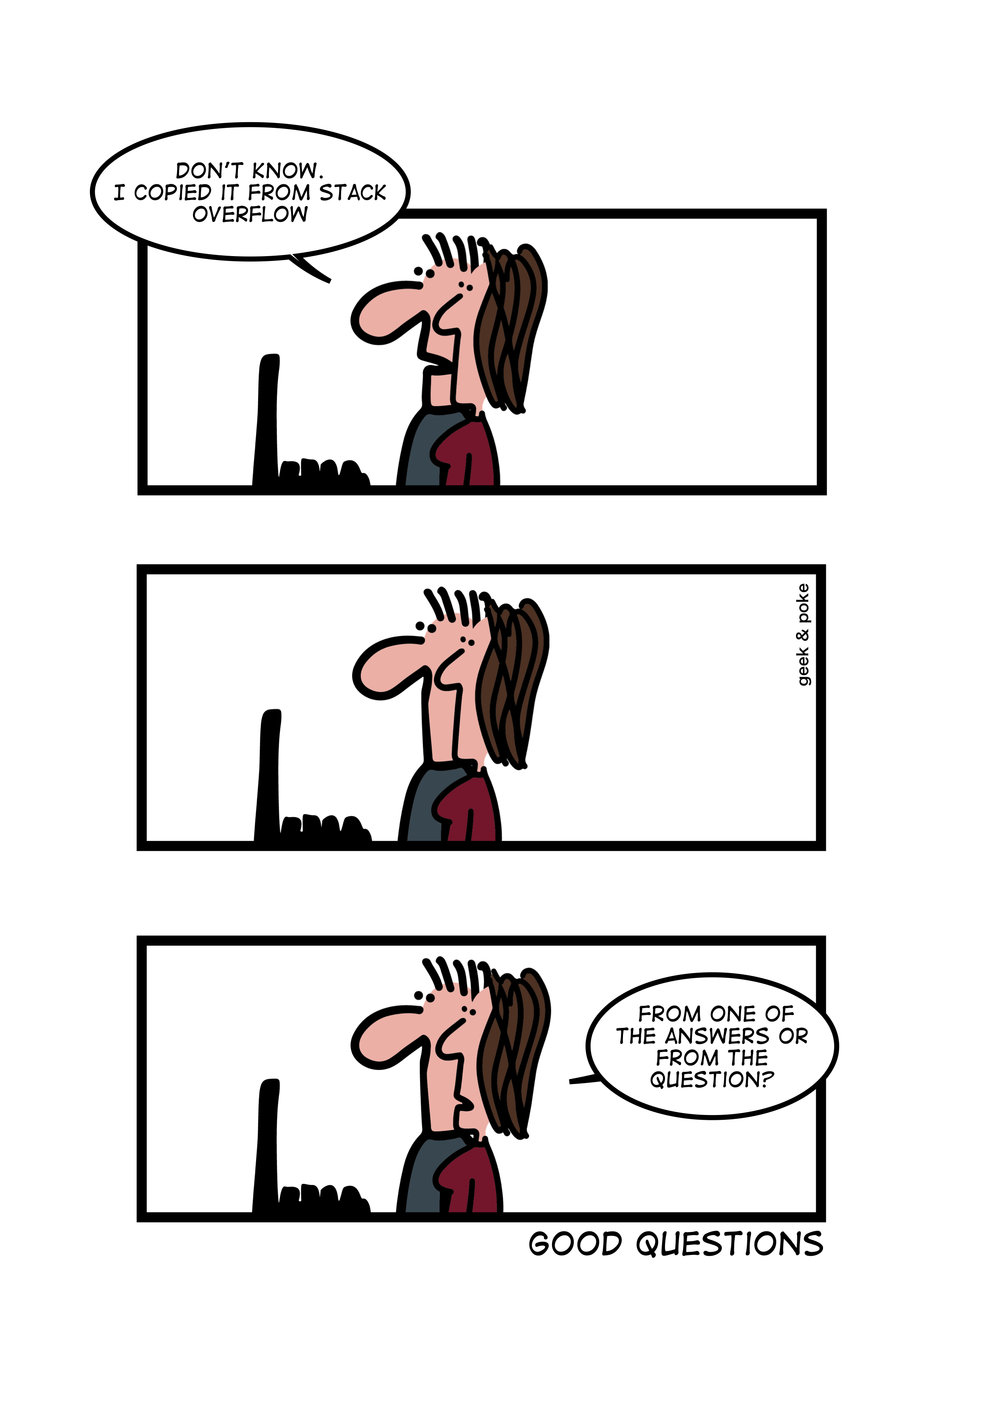 DON'T KNOW.
I COPIED IT FROM STACK
OVERFLOW
geek & poke
FROM ONE OF
THE ANSWERS OR
FROM THE
QUESTION?
GOOD QUESTIONS